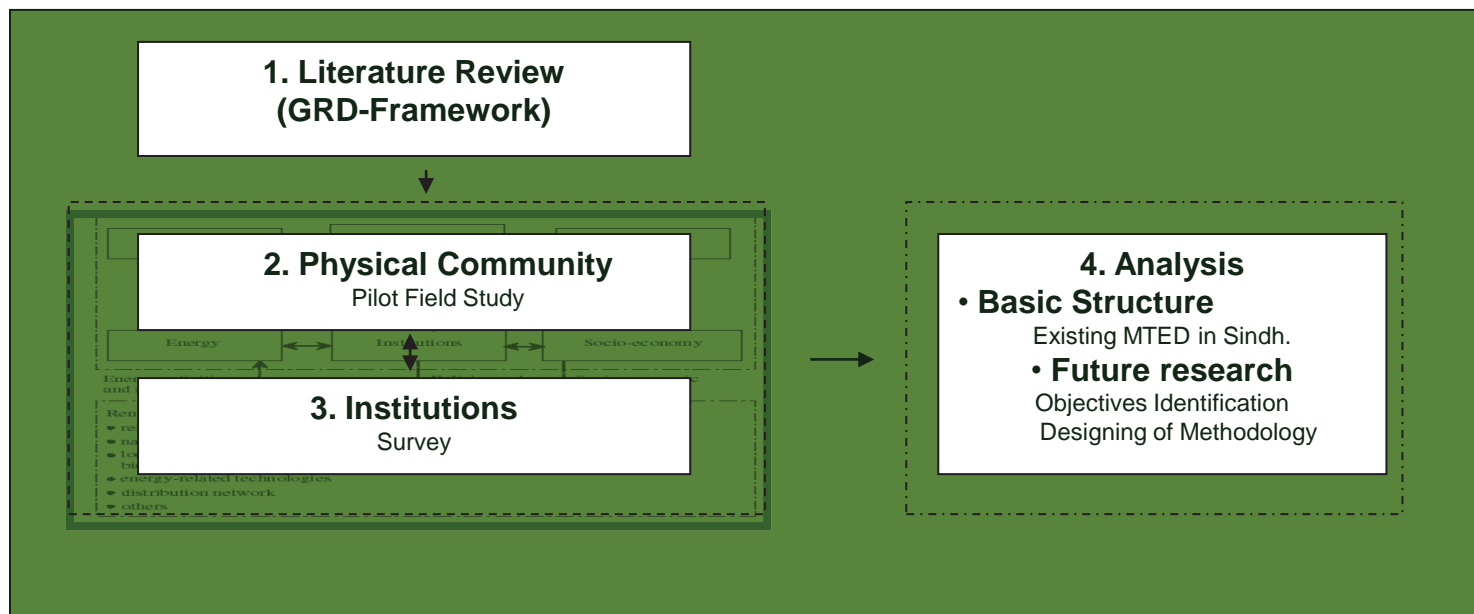 1. Literature Review
(GRD-Framework)
2. Physical Community
Pilot Field Study
Energy
Institutions
Socio-economy
3. Institutions
Survey
• energy-related technologies
• distribution network
• others
4. Analysis
• Basic Structure
Existing MTED in Sindh.
• Future research
Objectives Identification
Designing of Methodology